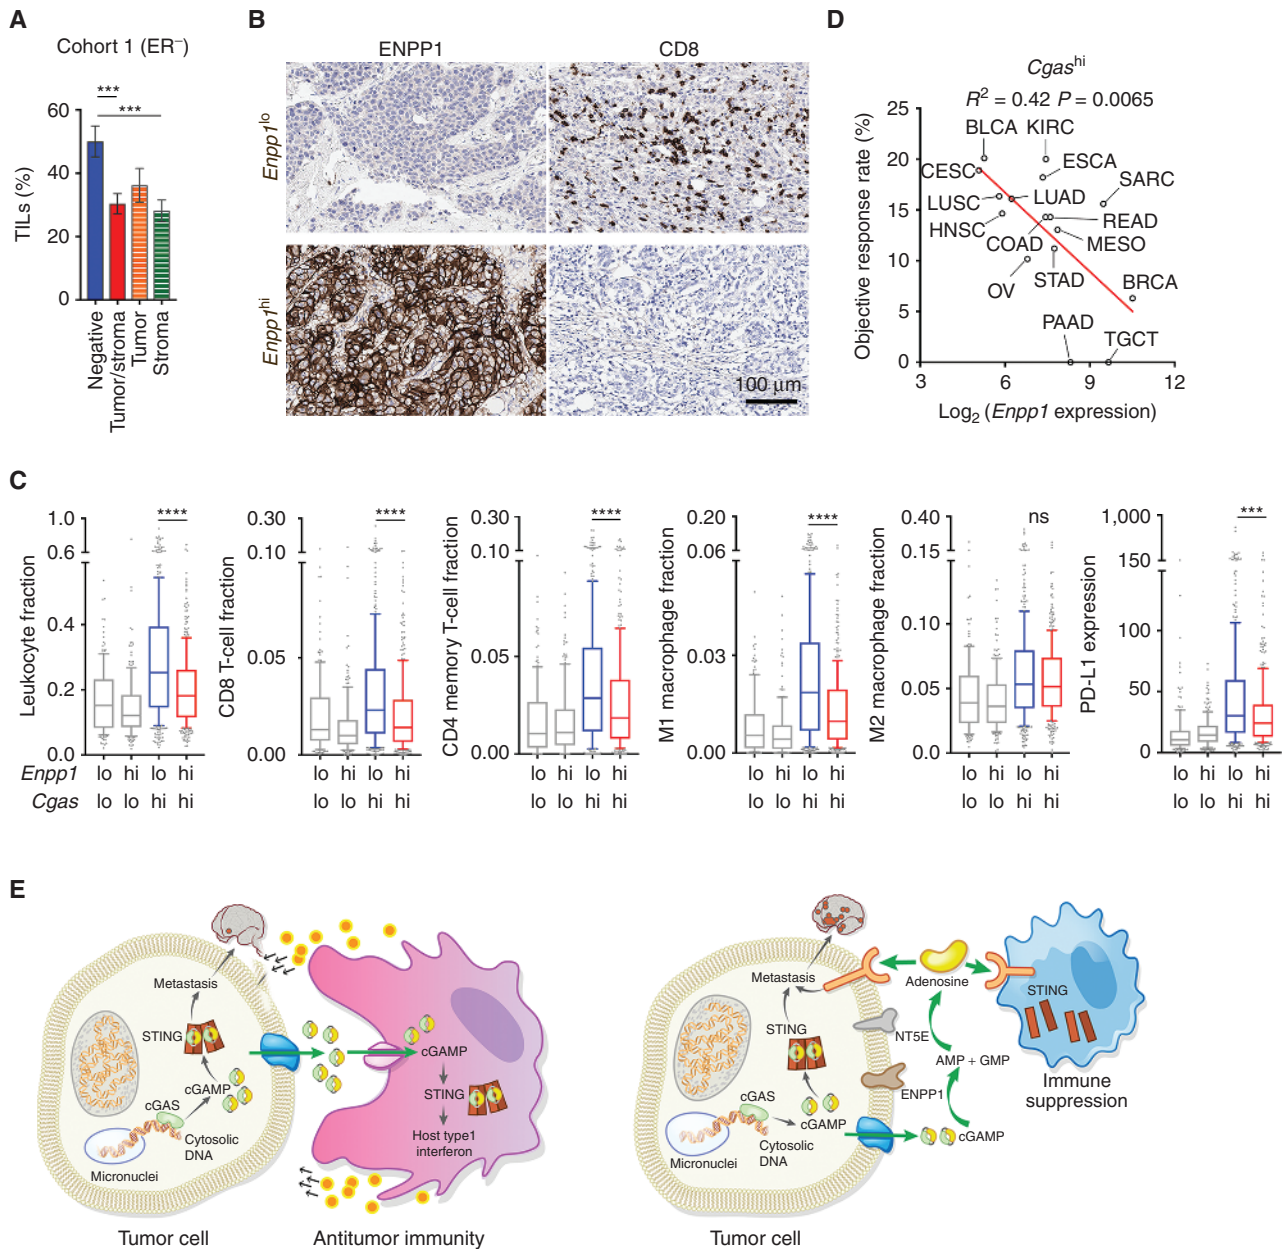 A
Cohort 1 (ER–)
***
***
60
40
20
0
TILs (%)
Negative
Tumor/stroma
Tumor
Stroma
B
ENPP1
CD8
Enpp1lo
Enpp1hi
100 μm
D
Cgashi
R2 = 0.42 P = 0.0065
25
20
15
10
5
0
Objective response rate (%)
BLCA
KIRC
CESC
ESCA
SARC
LUSC
LUAD
HNSC
READ
COAD
MESO
OV
STAD
BRCA
PAAD
TGCT
3
6
9
12
Log2 (Enpp1 expression)
C
Leukocyte fraction
1.0
0.6
0.4
0.2
0.0
****
CD8 T-cell fraction
0.30
0.10
0.05
0.00
****
CD4 memory T-cell fraction
0.30
0.10
0.05
0.00
****
M1 macrophage fraction
0.20
0.06
0.03
0.00
****
M2 macrophage fraction
0.40
0.15
0.10
0.05
0.0
ns
PD-L1 expression
1,000
150
100
50
0
***
Enpp1 lo hi lo hi lo hi lo hi lo hi lo hi lo hi lo hi lo hi lo hi lo hi lo hi
Cgas lo lo hi hi lo lo hi hi lo lo hi hi lo lo hi hi lo lo hi hi lo lo hi hi
E
Metastasis
STING
cGAMP
cGAS
Cytosolic
DNA
Micronuclei
Tumor cell
cGAMP
STING
Host type1
interferon
Antitumor immunity
Metastasis
STING
cGAS
cGAMP
Cytosolic
DNA
Micronuclei
Tumor cell
Adenosine
NT5E
AMP + GMP
ENPP1
cGAMP
STING
Immune
suppression